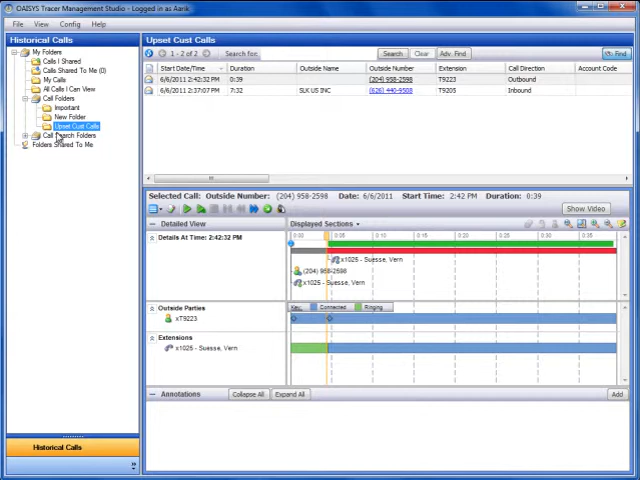 OAISYS Tracer Management Studio - Logged in as Aarik
File View Config Help
Historical Calls
My Folders
Calls I Shared
Calls Shared To Me (0)
My Calls
All Calls I Can View
Call Folders
Important
New Folder
Upset Cust Calls
Call Search Folders
Folders Shared To Me
Historical Calls
Upset Cust Calls
1 - 2 of 2 Search for: Search Clear Adv. Find Find
Start Date/Time Duration Outside Name Outside Number Extension Call Direction Account Code
6/6/2011 2:42:32 PM 0:39 (204) 958-2598 T9223 Outbound
6/6/2011 2:37:07 PM 7:32 SLK US INC (626) 440-9508 T9205 Inbound
Selected Call: Outside Number: (204) 958-2598 Date: 6/6/2011 Start Time: 2:42 PM Duration: 0:39
Show Video
Detailed View Displayed Sections
Details At Time: 2:42:32 PM
0:00 0:05 0:10 0:15 0:20 0:25 0:30 0:35
x1025 - Suesse, Vern
(204) 958-2598
x1025 - Suesse, Vern
Outside Parties Key: Connected Ringing
xT9223
Extensions
x1025 - Suesse, Vern
Annotations Collapse All Expand All Add